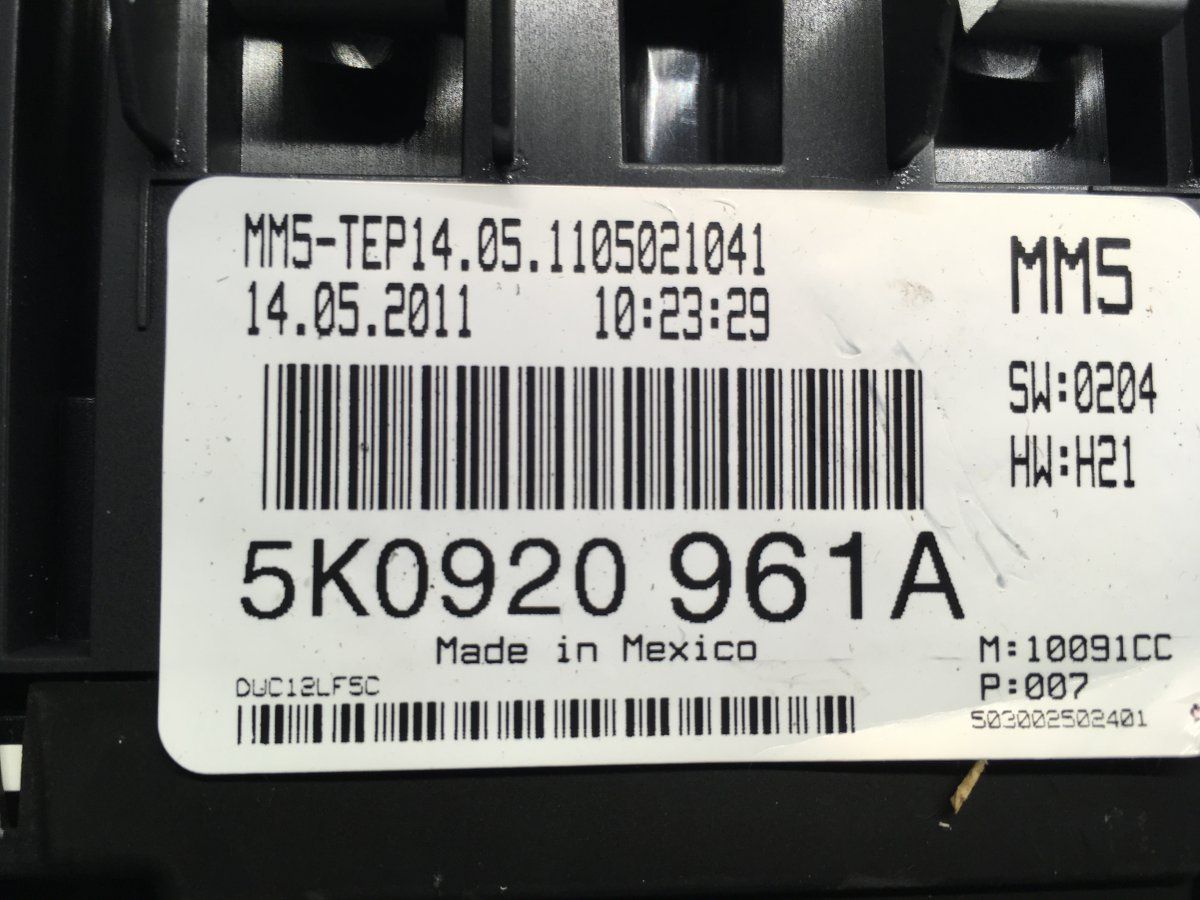 MM5-TEP14.05.1105021041
14.05.2011 10:23:29
MM5
SW:0204
HW:H21
5K0920 961A
Made in Mexico
DUC12LF5C
M:10091CC
P:007
503002502401